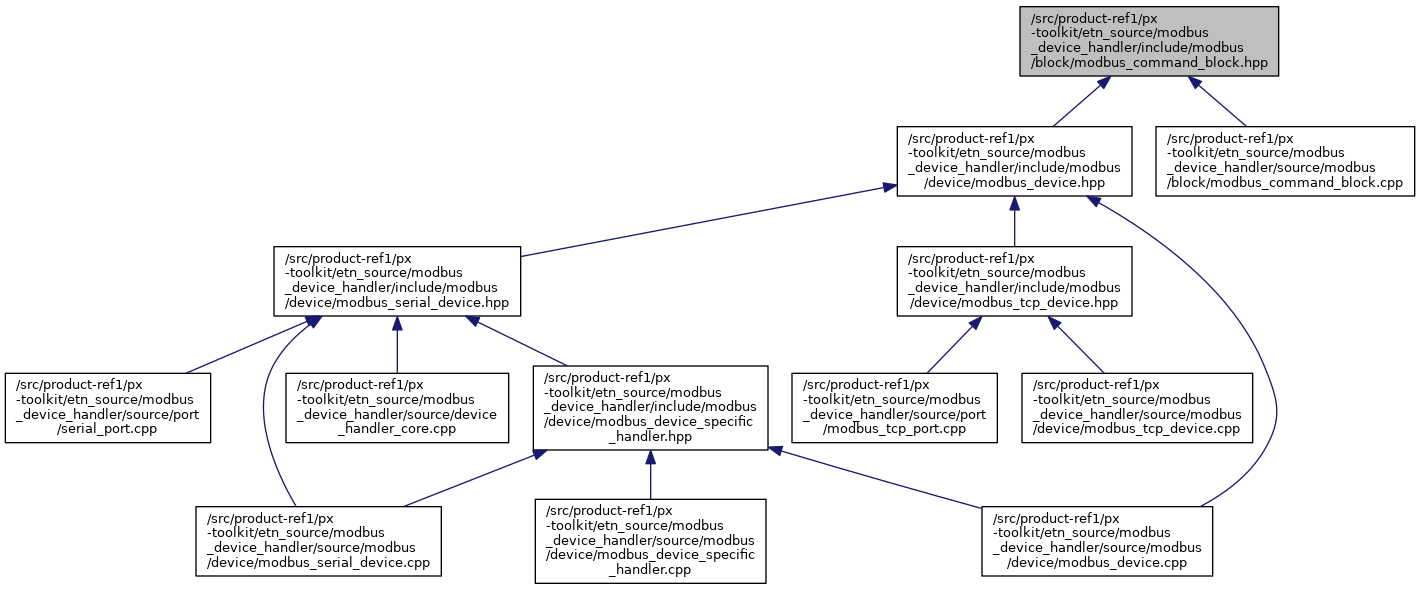 /src/product-ref1/px
-toolkit/etn_source/modbus
_device_handler/include/modbus
/block/modbus_command_block.hpp
/src/product-ref1/px
-toolkit/etn_source/modbus
_device_handler/include/modbus
/device/modbus_device.hpp
/src/product-ref1/px
-toolkit/etn_source/modbus
_device_handler/source/modbus
/block/modbus_command_block.cpp
/src/product-ref1/px
-toolkit/etn_source/modbus
_device_handler/include/modbus
/device/modbus_serial_device.hpp
/src/product-ref1/px
-toolkit/etn_source/modbus
_device_handler/include/modbus
/device/modbus_tcp_device.hpp
/src/product-ref1/px
-toolkit/etn_source/modbus
_device_handler/source/port
/serial_port.cpp
/src/product-ref1/px
-toolkit/etn_source/modbus
_device_handler/source/device
_handler_core.cpp
/src/product-ref1/px
-toolkit/etn_source/modbus
_device_handler/include/modbus
/device/modbus_device_specific
_handler.hpp
/src/product-ref1/px
-toolkit/etn_source/modbus
_device_handler/source/port
/modbus_tcp_port.cpp
/src/product-ref1/px
-toolkit/etn_source/modbus
_device_handler/source/modbus
/device/modbus_tcp_device.cpp
/src/product-ref1/px
-toolkit/etn_source/modbus
_device_handler/source/modbus
/device/modbus_serial_device.cpp
/src/product-ref1/px
-toolkit/etn_source/modbus
_device_handler/source/modbus
/device/modbus_device_specific
_handler.cpp
/src/product-ref1/px
-toolkit/etn_source/modbus
_device_handler/source/modbus
/device/modbus_device.cpp